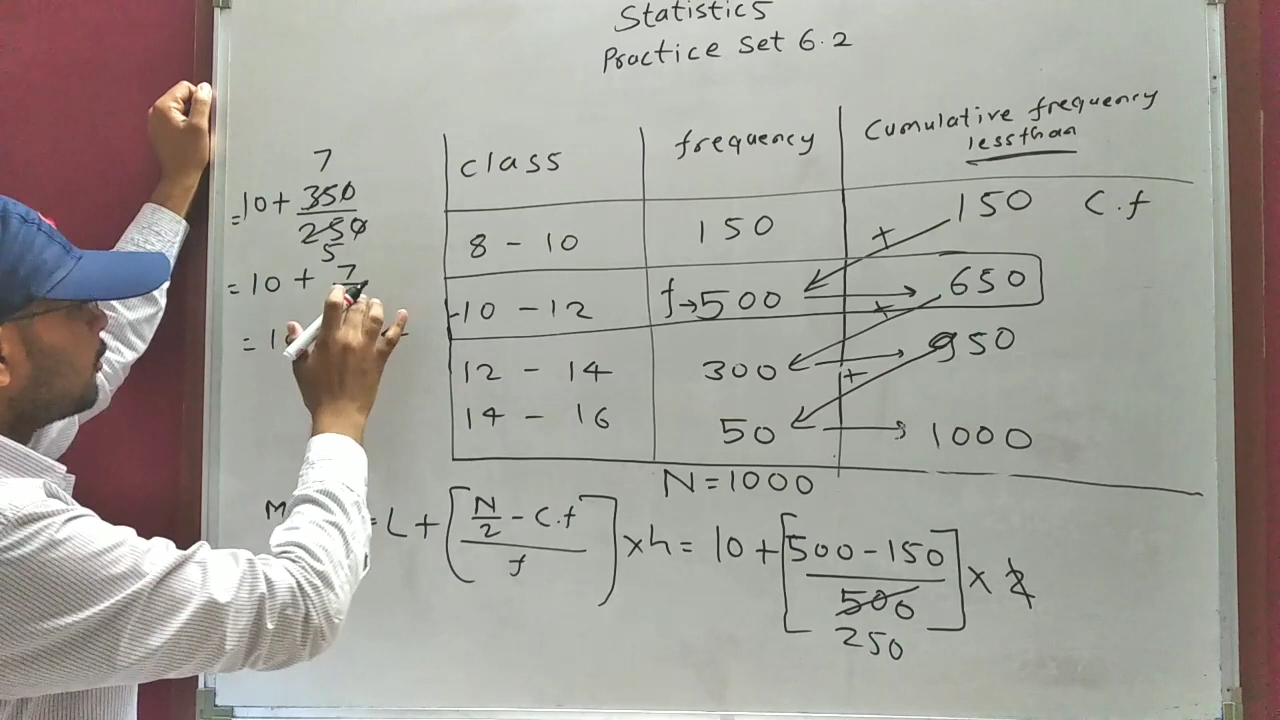 Statistics
Practice Set 6.2
class frequency Cumulative frequency
less than
8 - 10 150 150 C.f
10 - 12 f→500 650
12 - 14 300 950
14 - 16 50 1000
N = 1000
= L + [N/2 - C.f / f] × h = 10 + [500 - 150 / 500] × 2
250
7
= 10 + 350/250
5
= 10 + 7